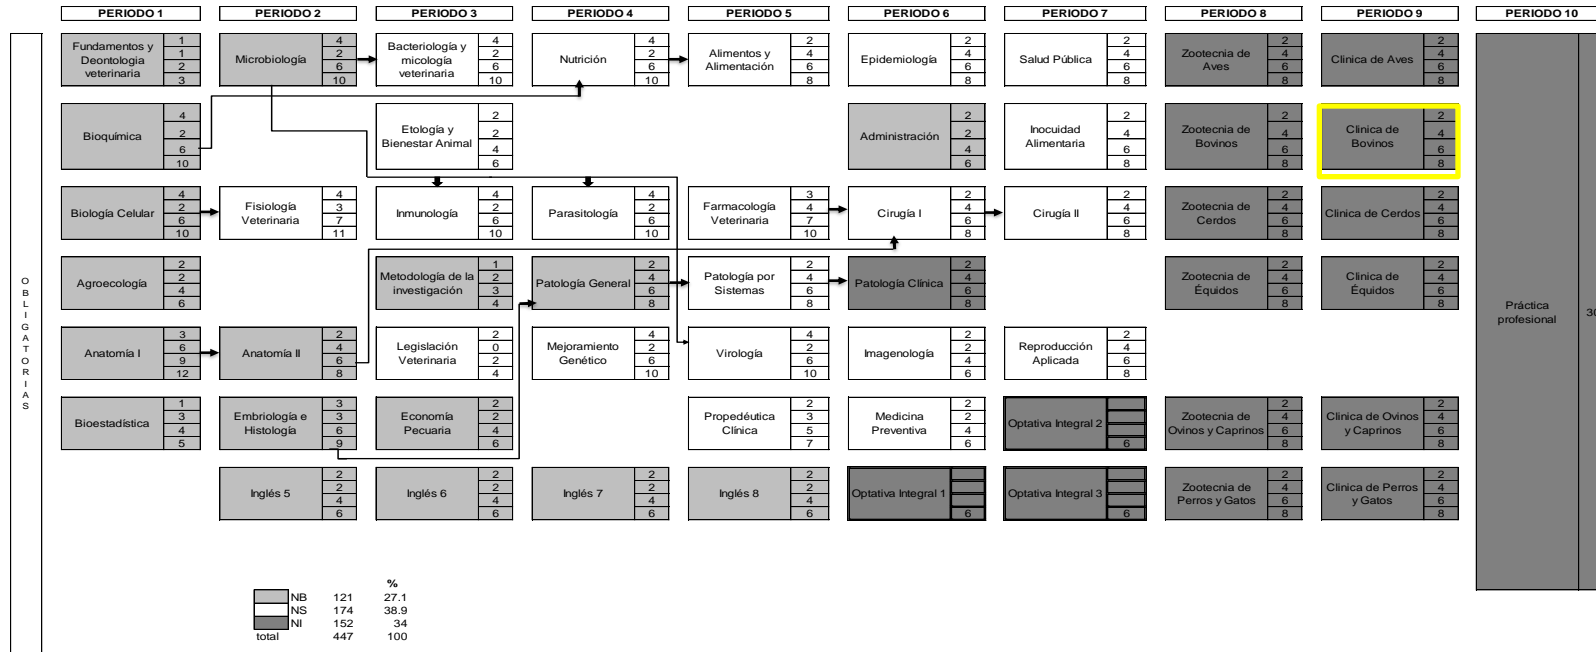 PERIODO 1 PERIODO 2 PERIODO 3 PERIODO 4 PERIODO 5 PERIODO 6 PERIODO 7 PERIODO 8 PERIODO 9 PERIODO 10
OBLIGATORIAS
Fundamentos y
Deontologia
veterinaria
1
1
2
3
Microbiología
4
2
6
10
Bacteriología y
micología
veterinaria
4
2
6
10
Nutrición
4
2
6
10
Alimentos y
Alimentación
2
4
6
8
Epidemiología
2
4
6
8
Salud Pública
2
4
6
8
Zootecnia de
Aves
2
4
6
8
Clinica de Aves
2
4
6
8
Bioquímica
4
2
6
10
Etología y
Bienestar Animal
2
2
4
6
Administración
2
2
4
6
Inocuidad
Alimentaria
2
4
6
8
Zootecnia de
Bovinos
2
4
6
8
Clinica de
Bovinos
2
4
6
8
Biología Celular
4
2
6
10
Fisiología
Veterinaria
4
3
7
11
Inmunología
4
2
6
10
Parasitología
4
2
6
10
Farmacología
Veterinaria
3
4
7
10
Cirugía I
2
4
6
8
Cirugía II
2
4
6
8
Zootecnia de
Cerdos
2
4
6
8
Clinica de Cerdos
2
4
6
8
Agroecología
2
2
4
6
Metodología de la
investigación
1
2
3
4
Patología General
2
4
6
8
Patología por
Sistemas
2
4
6
8
Patología Clínica
2
4
6
8
Zootecnia de
Équidos
2
4
6
8
Clínica de
Équidos
2
4
6
8
Práctica
profesional
30
Anatomía I
3
6
9
12
Anatomía II
2
4
6
8
Legislación
Veterinaria
2
0
2
4
Mejoramiento
Genético
4
2
6
10
Virología
4
2
6
10
Imagenología
2
2
4
6
Reproducción
Aplicada
2
4
6
8
Bioestadística
1
3
4
5
Embriología e
Histología
3
3
6
9
Economía
Pecuaria
2
2
4
6
Propedéutica
Clínica
2
3
5
7
Medicina
Preventiva
2
2
4
6
Optativa Integral 2
6
Zootecnia de
Ovinos y Caprinos
2
4
6
8
Clinica de Ovinos
y Caprinos
2
4
6
8
Inglés 5
2
2
4
6
Inglés 6
2
2
4
6
Inglés 7
2
2
4
6
Inglés 8
2
2
4
6
Optativa Integral 1
6
Optativa Integral 3
6
Zootecnia de
Perros y Gatos
2
4
6
8
Clinica de Perros
y Gatos
2
4
6
8
%
NB 121 27.1
NS 174 38.9
NI 152 34
total 447 100